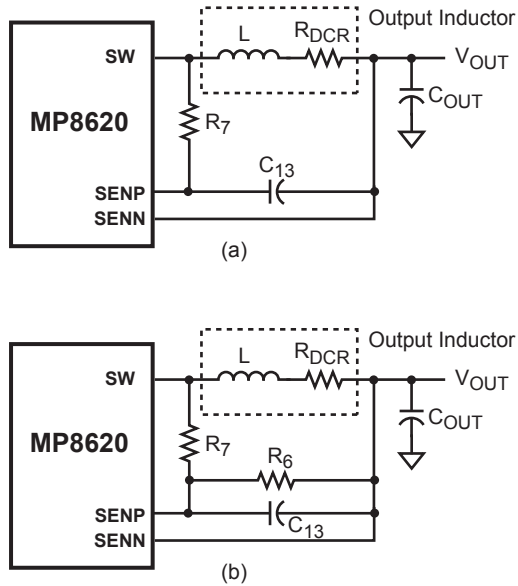 Output Inductor
L
RDCR
SW
VOUT
COUT
MP8620
R7
C13
SENP
SENN
(a)
Output Inductor
L
RDCR
SW
VOUT
COUT
MP8620
R7
R6
SENP
C13
SENN
(b)